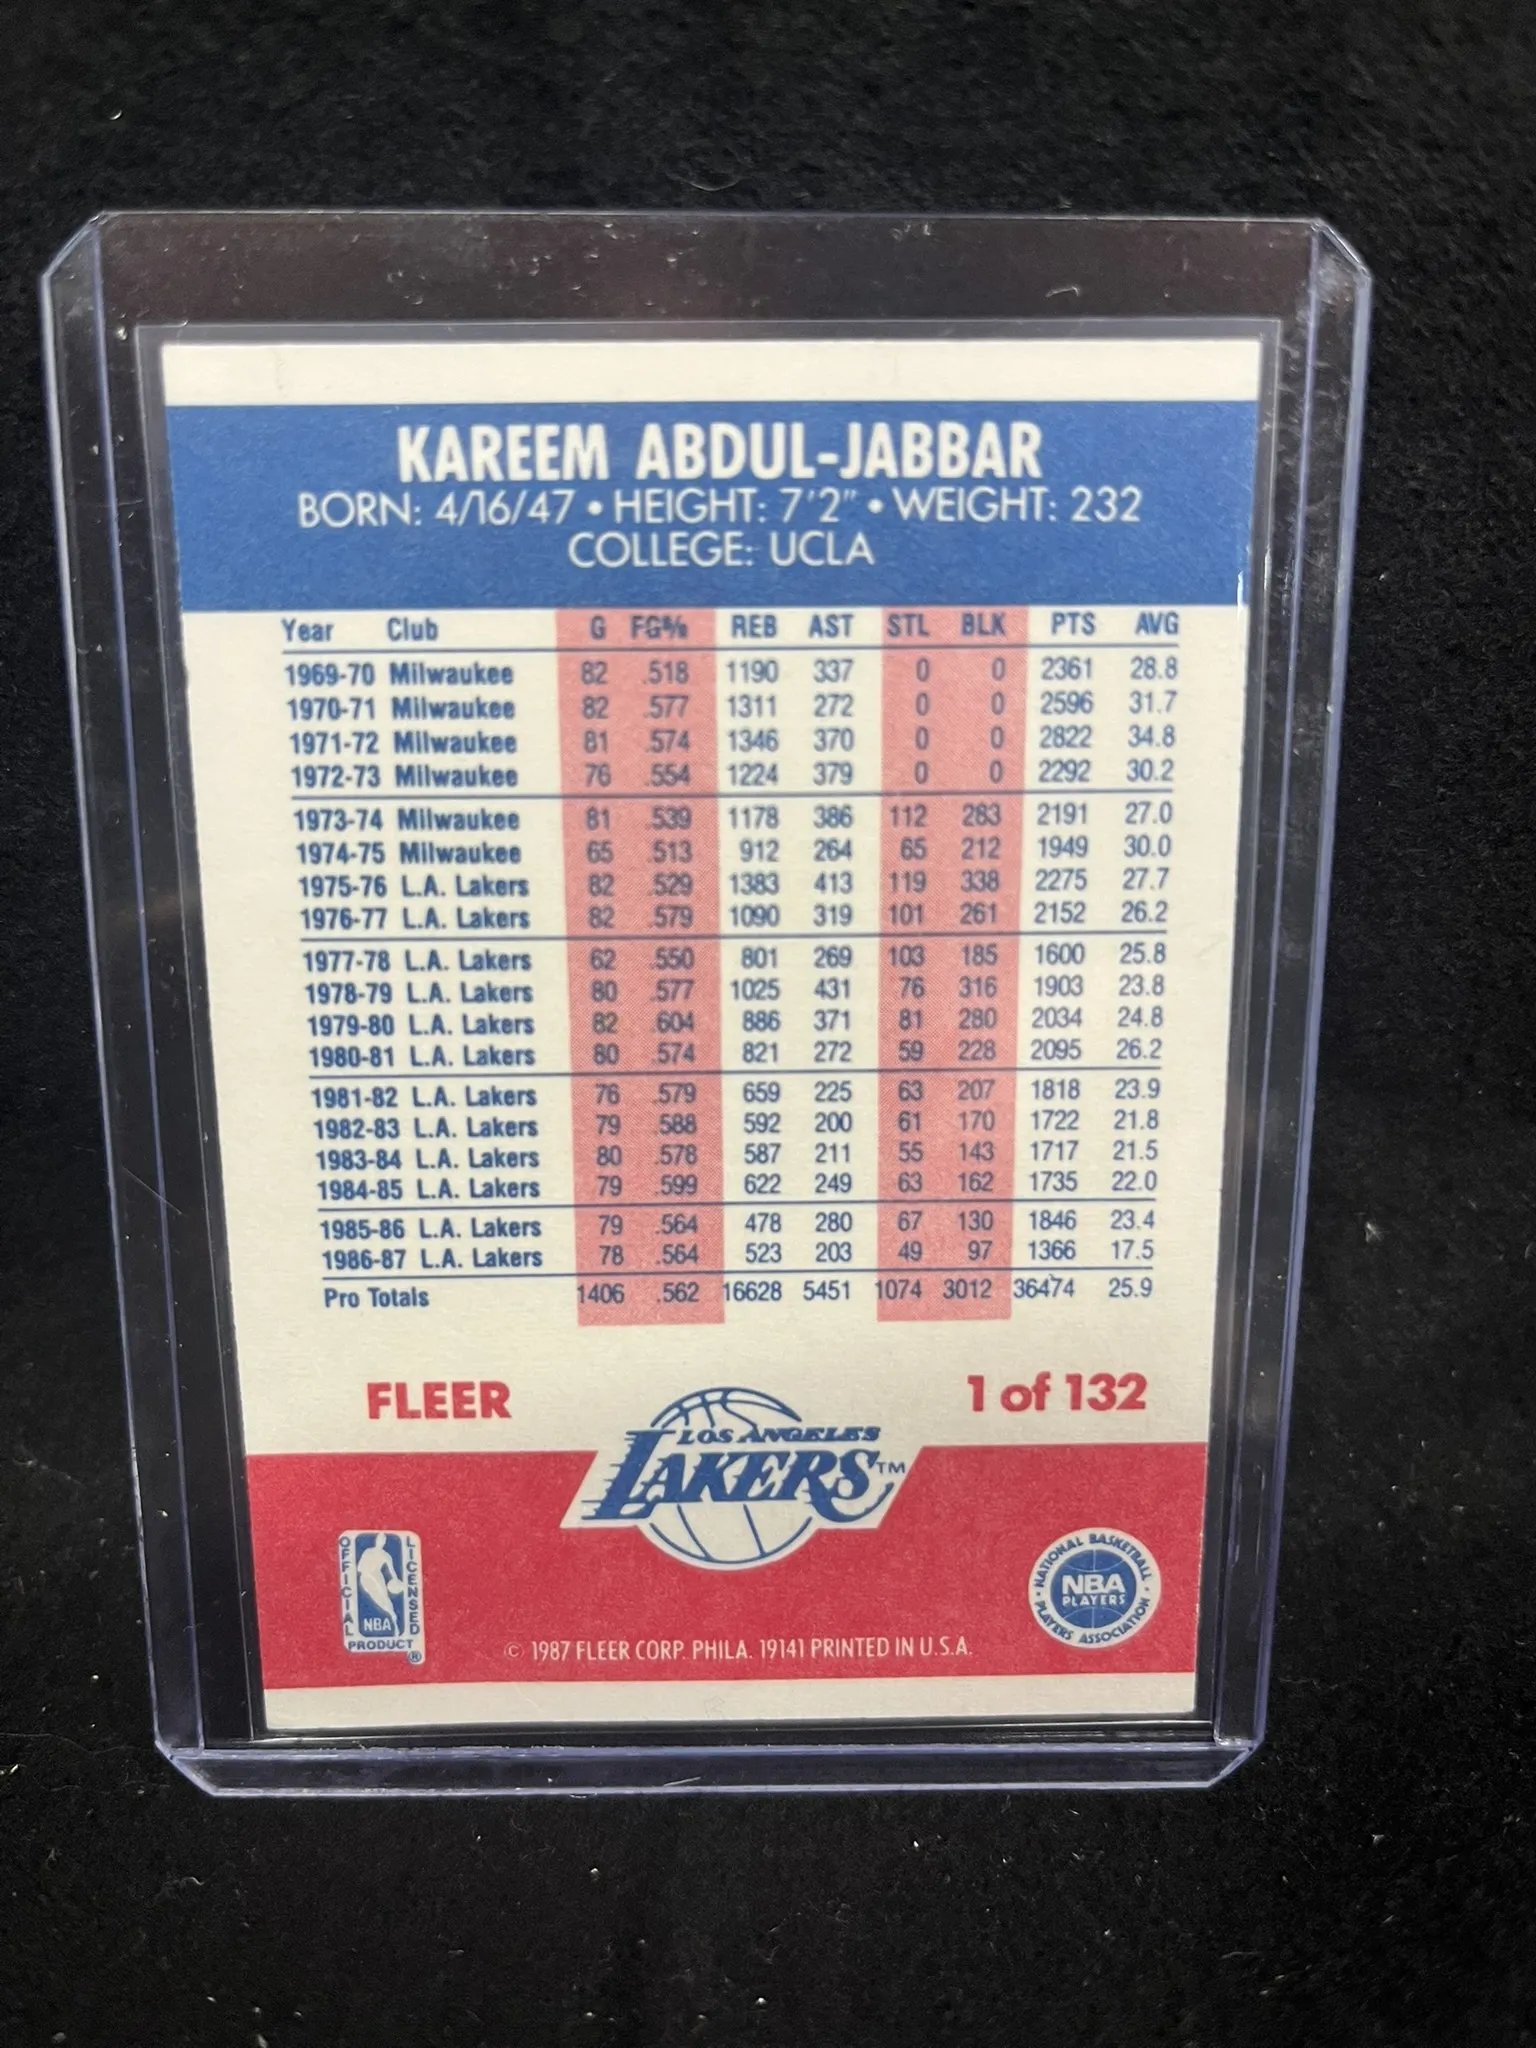 KAREEM ABDUL-JABBAR
BORN: 4/16/47 • HEIGHT: 7'2" • WEIGHT: 232
COLLEGE: UCLA
Year Club G FG% REB AST STL BLK PTS AVG
1969-70 Milwaukee 82 .518 1190 337 0 0 2361 28.8
1970-71 Milwaukee 82 .577 1311 272 0 0 2596 31.7
1971-72 Milwaukee 81 .574 1346 370 0 0 2822 34.8
1972-73 Milwaukee 76 .554 1224 379 0 0 2292 30.2
1973-74 Milwaukee 81 .539 1178 386 112 283 2191 27.0
1974-75 Milwaukee 65 .513 912 264 65 212 1949 30.0
1975-76 L.A. Lakers 82 .529 1383 413 119 338 2275 27.7
1976-77 L.A. Lakers 82 .579 1090 319 101 261 2152 26.2
1977-78 L.A. Lakers 62 .550 801 269 103 185 1600 25.8
1978-79 L.A. Lakers 80 .577 1025 431 76 316 1903 23.8
1979-80 L.A. Lakers 82 .604 886 371 81 280 2034 24.8
1980-81 L.A. Lakers 80 .574 821 272 59 228 2095 26.2
1981-82 L.A. Lakers 76 .579 659 225 63 207 1818 23.9
1982-83 L.A. Lakers 79 .588 592 200 61 170 1722 21.8
1983-84 L.A. Lakers 80 .578 587 211 55 143 1717 21.5
1984-85 L.A. Lakers 79 .599 622 249 63 162 1735 22.0
1985-86 L.A. Lakers 79 .564 478 280 67 130 1846 23.4
1986-87 L.A. Lakers 78 .564 523 203 49 97 1366 17.5
Pro Totals 1406 .562 16628 5451 1074 3012 36474 25.9
FLEER
1 of 132
LOS ANGELES
LAKERS™
OFFICIAL LICENSED
NBA
PRODUCT ®
NATIONAL BASKETBALL
NBA
PLAYERS
PLAYERS ASSOCIATION
© 1987 FLEER CORP. PHILA. 19141 PRINTED IN U.S.A.